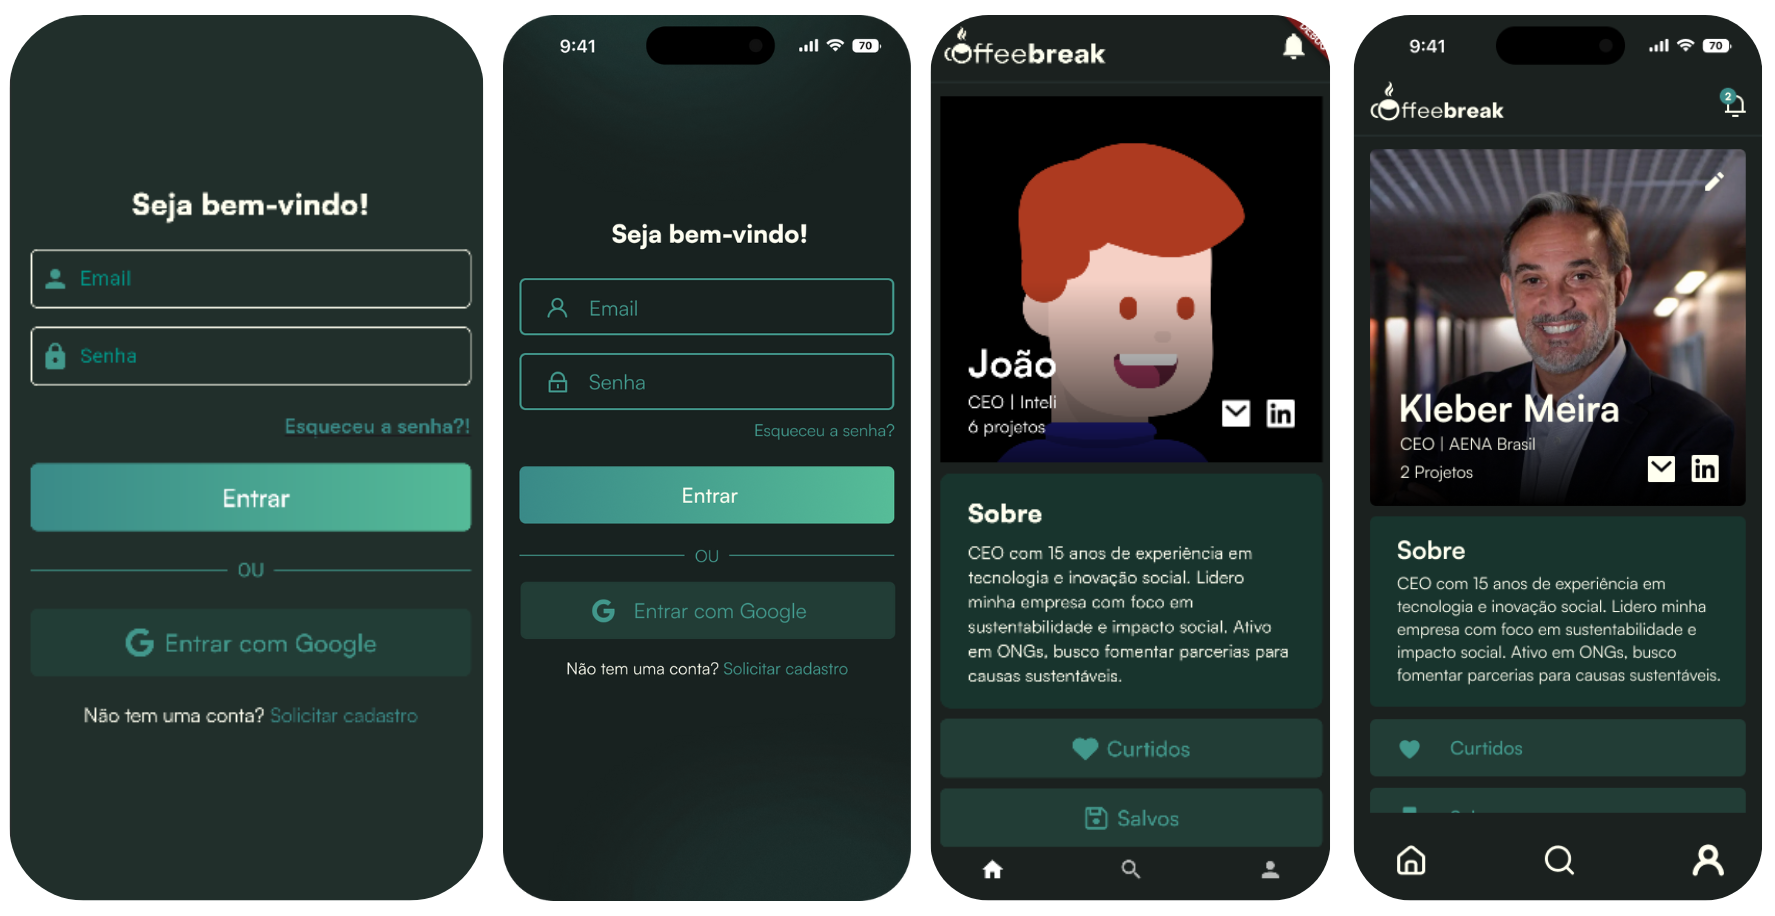 Seja bem-vindo!
Email
Senha
Esqueceu a senha?!
Entrar
OU
G Entrar com Google
Não tem uma conta? Solicitar cadastro
9:41
70
Seja bem-vindo!
Email
Senha
Esqueceu a senha?
Entrar
OU
G Entrar com Google
Não tem uma conta? Solicitar cadastro
coffeebreak
João
CEO | Inteli
6 projetos
in
Sobre
CEO com 15 anos de experiência em
tecnologia e inovação social. Lidero
minha empresa com foco em
sustentabilidade e impacto social. Ativo
em ONGs, busco fomentar parcerias para
causas sustentáveis.
Curtidos
Salvos
9:41
70
coffeebreak
2
Kleber Meira
CEO | AENA Brasil
2 Projetos
in
Sobre
CEO com 15 anos de experiência em
tecnologia e inovação social. Lidero minha
empresa com foco em sustentabilidade e
impacto social. Ativo em ONGs, busco
fomentar parcerias para causas sustentáveis.
Curtidos